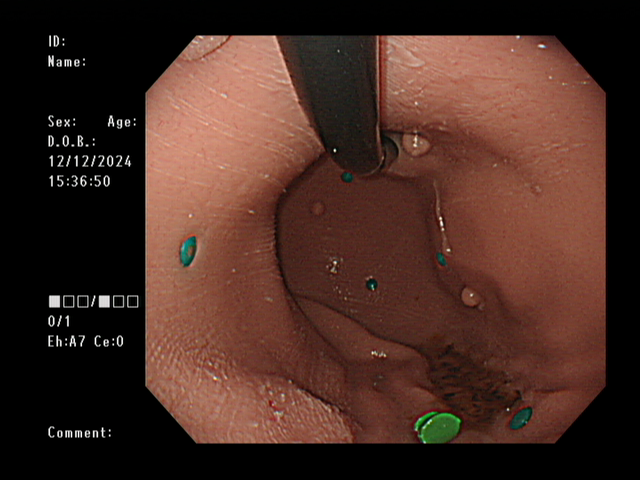 ID:
Name:
Sex: Age:
D.O.B.:
12/12/2024
15:36:50
■□□/■□□
0/1
Eh:A7 Ce:0
Comment: